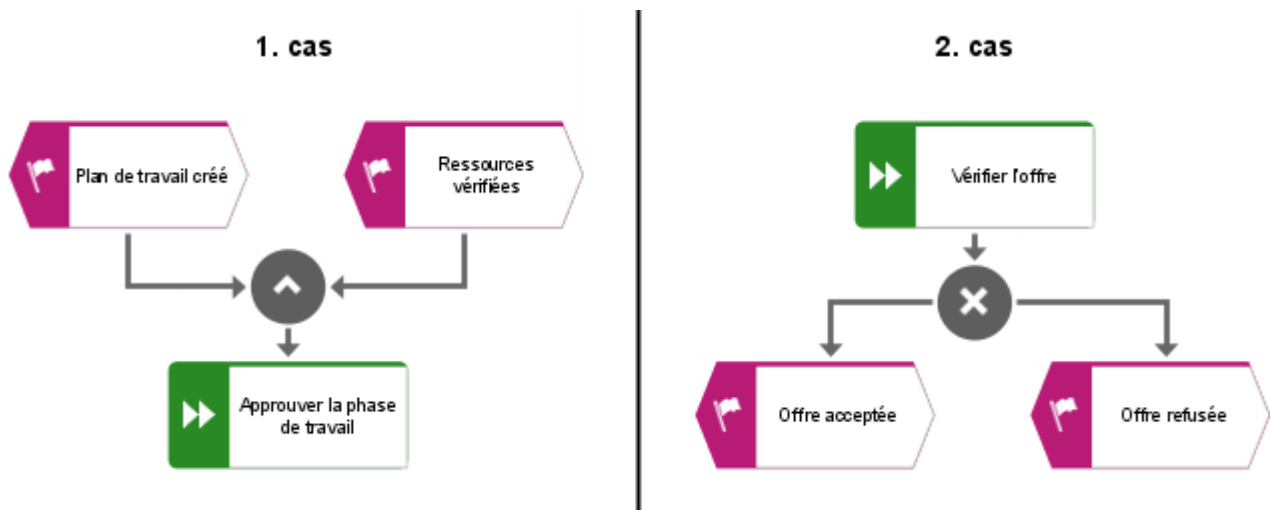 1. cas
Plan de travail créé
Ressources
vérifiées
Approuver la phase
de travail
2. cas
Vérifier l'offre
Offre acceptée
Offre refusée